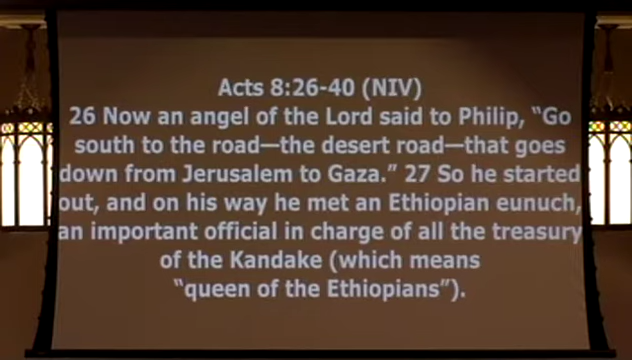 Acts 8:26-40 (NIV)
26 Now an angel of the Lord said to Philip, “Go
south to the road—the desert road—that goes
down from Jerusalem to Gaza.” 27 So he started
out, and on his way he met an Ethiopian eunuch,
an important official in charge of all the treasury
of the Kandake (which means
“queen of the Ethiopians”).